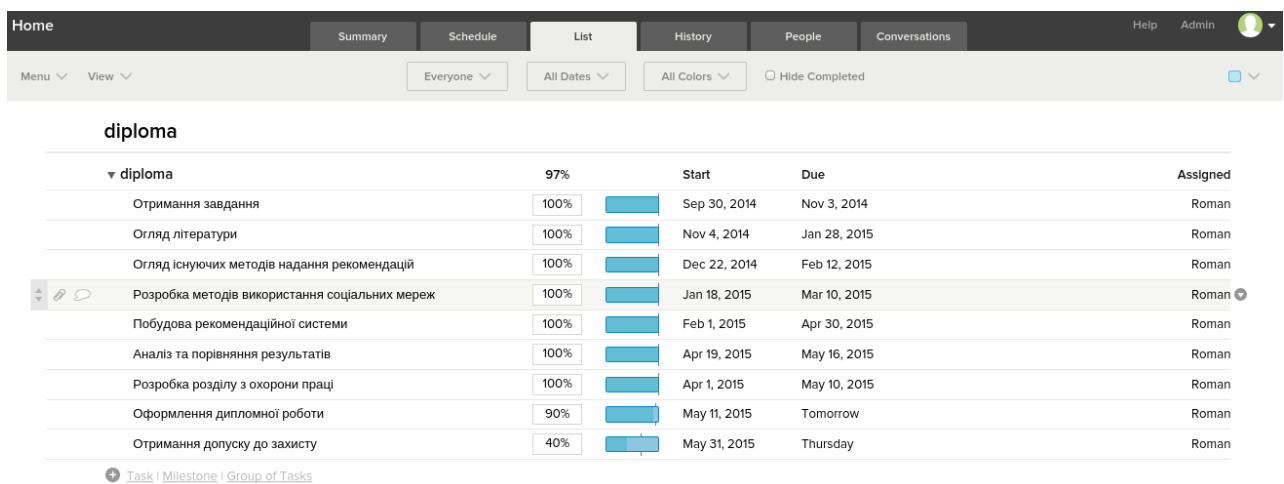 Home Summary Schedule List History People Conversations Help Admin
Menu View Everyone All Dates All Colors Hide Completed
diploma
diploma 97% Start Due Assigned
Отримання завдання 100% Sep 30, 2014 Nov 3, 2014 Roman
Огляд літератури 100% Nov 4, 2014 Jan 28, 2015 Roman
Огляд існуючих методів надання рекомендацій 100% Dec 22, 2014 Feb 12, 2015 Roman
Розробка методів використання соціальних мереж 100% Jan 18, 2015 Mar 10, 2015 Roman
Побудова рекомендаційної системи 100% Feb 1, 2015 Apr 30, 2015 Roman
Аналіз та порівняння результатів 100% Apr 19, 2015 May 16, 2015 Roman
Розробка розділу з охорони праці 100% Apr 1, 2015 May 10, 2015 Roman
Оформлення дипломної роботи 90% May 11, 2015 Tomorrow Roman
Отримання допуску до захисту 40% May 31, 2015 Thursday Roman
Task | Milestone | Group of Tasks